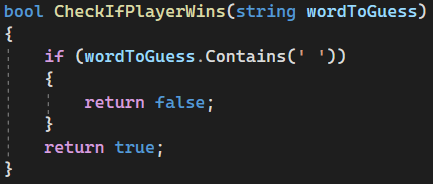 bool CheckIfPlayerWins(string wordToGuess)
{
    if (wordToGuess.Contains(' '))
    {
        return false;
    }
    return true;
}